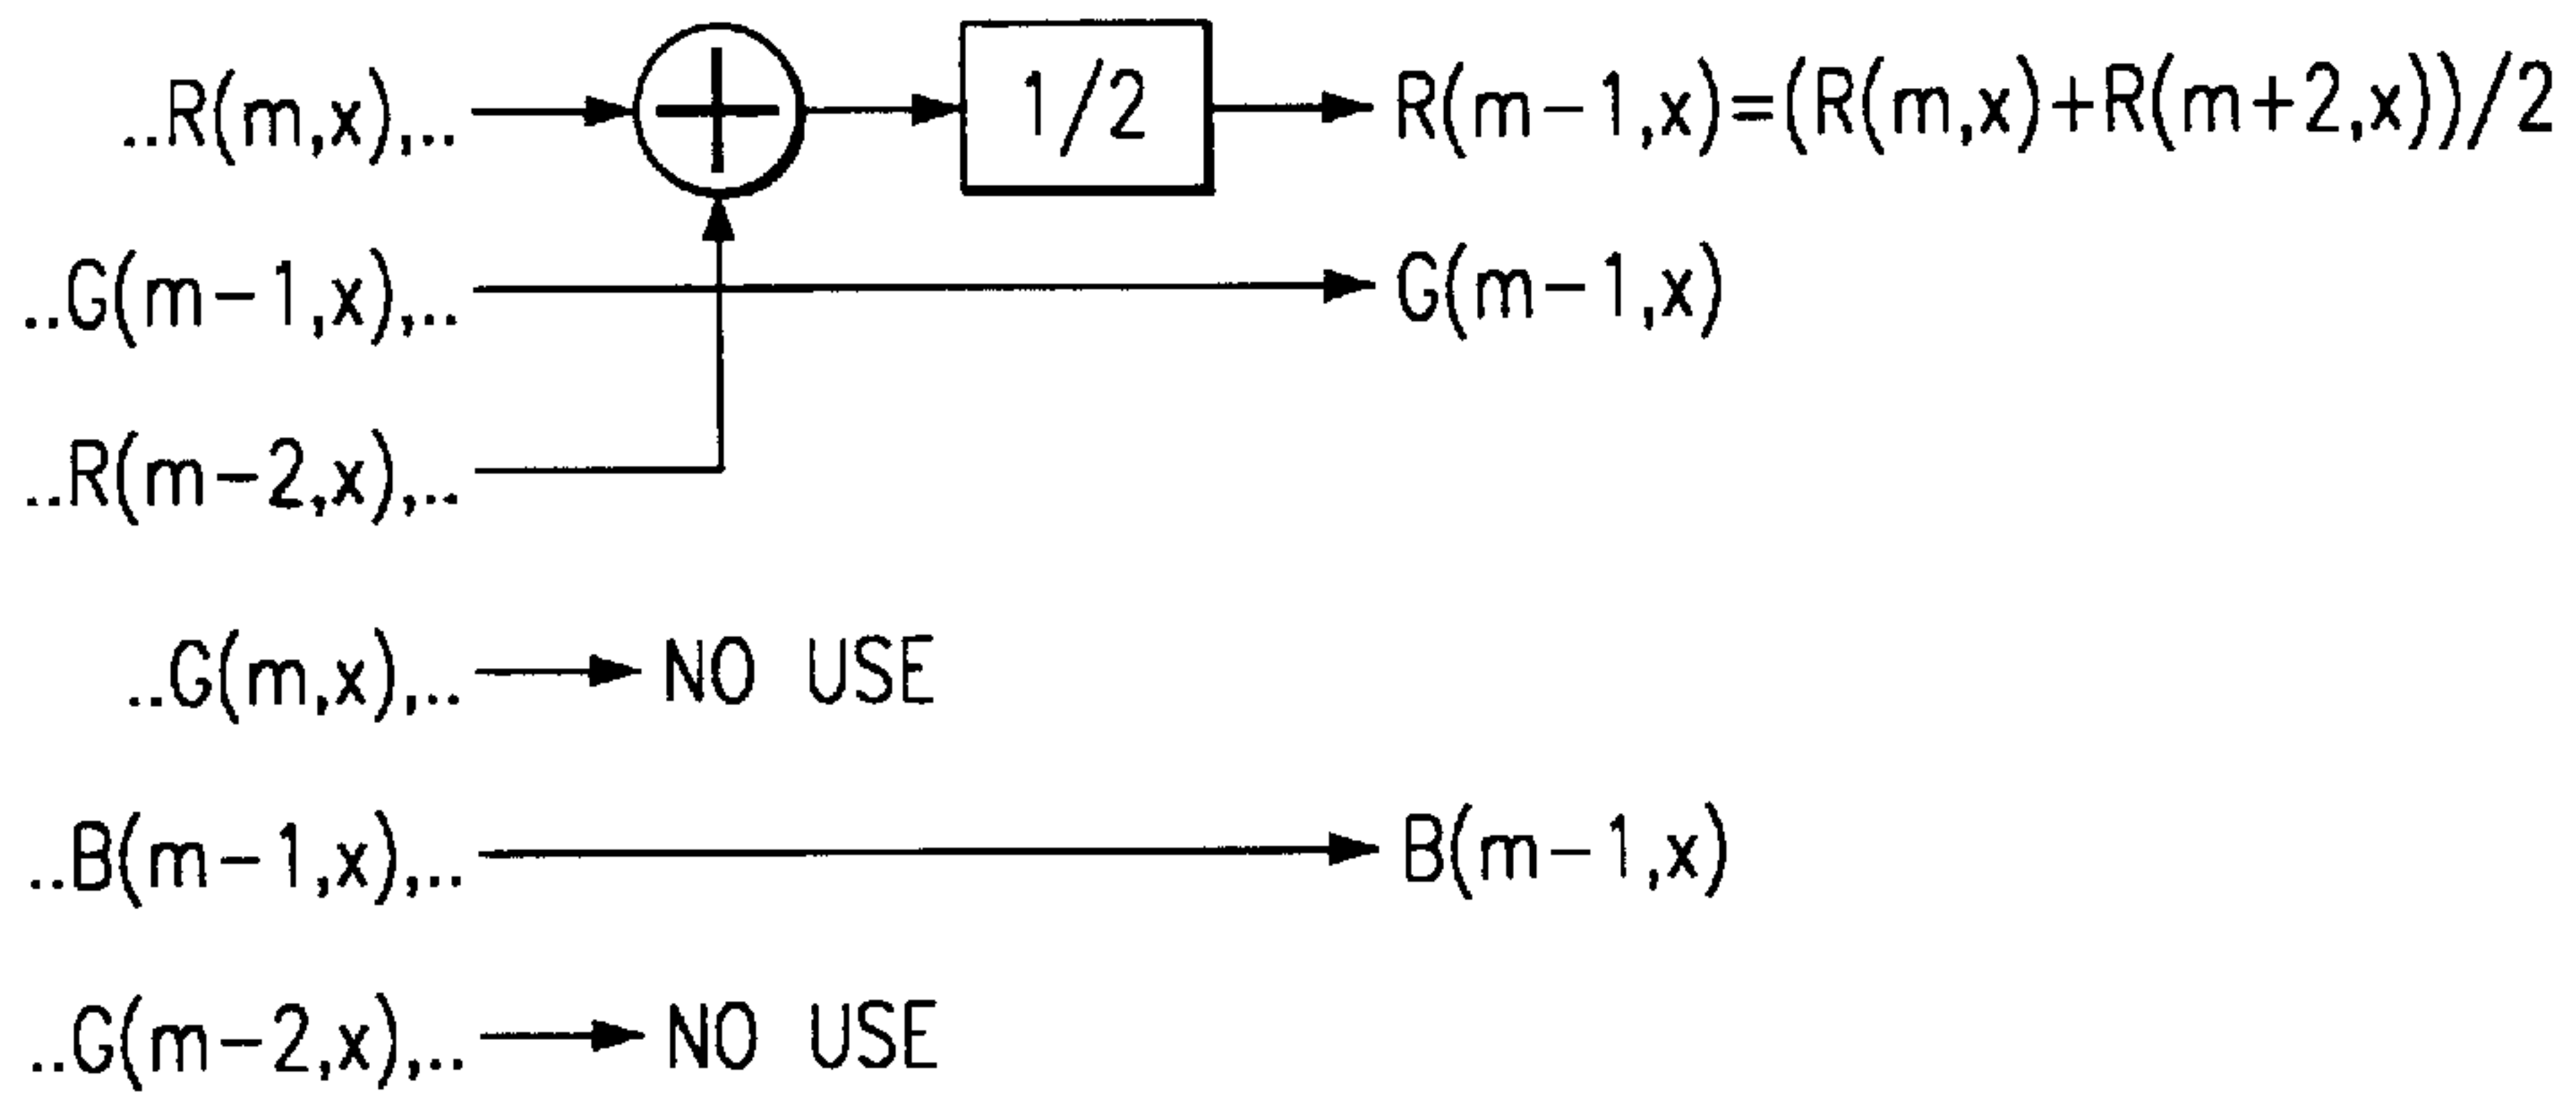 ..R(m,x),.. + 1/2 R(m-1,x)=(R(m,x)+R(m+2,x))/2
..G(m-1,x),.. G(m-1,x)
..R(m-2,x),..
..G(m,x),.. NO USE
..B(m-1,x),.. B(m-1,x)
..G(m-2,x),.. NO USE